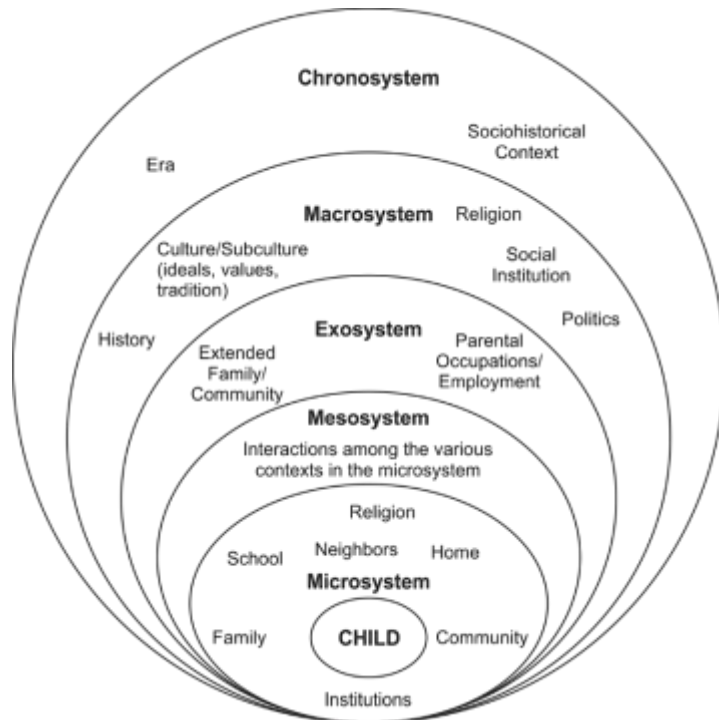 Chronosystem
Sociohistorical
Context
Era
Macrosystem
Religion
Culture/Subculture
(ideals, values,
tradition)
Social
Institution
Politics
History
Exosystem
Extended
Family/
Community
Parental
Occupations/
Employment
Mesosystem
Interactions among the various
contexts in the microsystem
Religion
School
Neighbors
Home
Microsystem
Family
CHILD
Community
Institutions